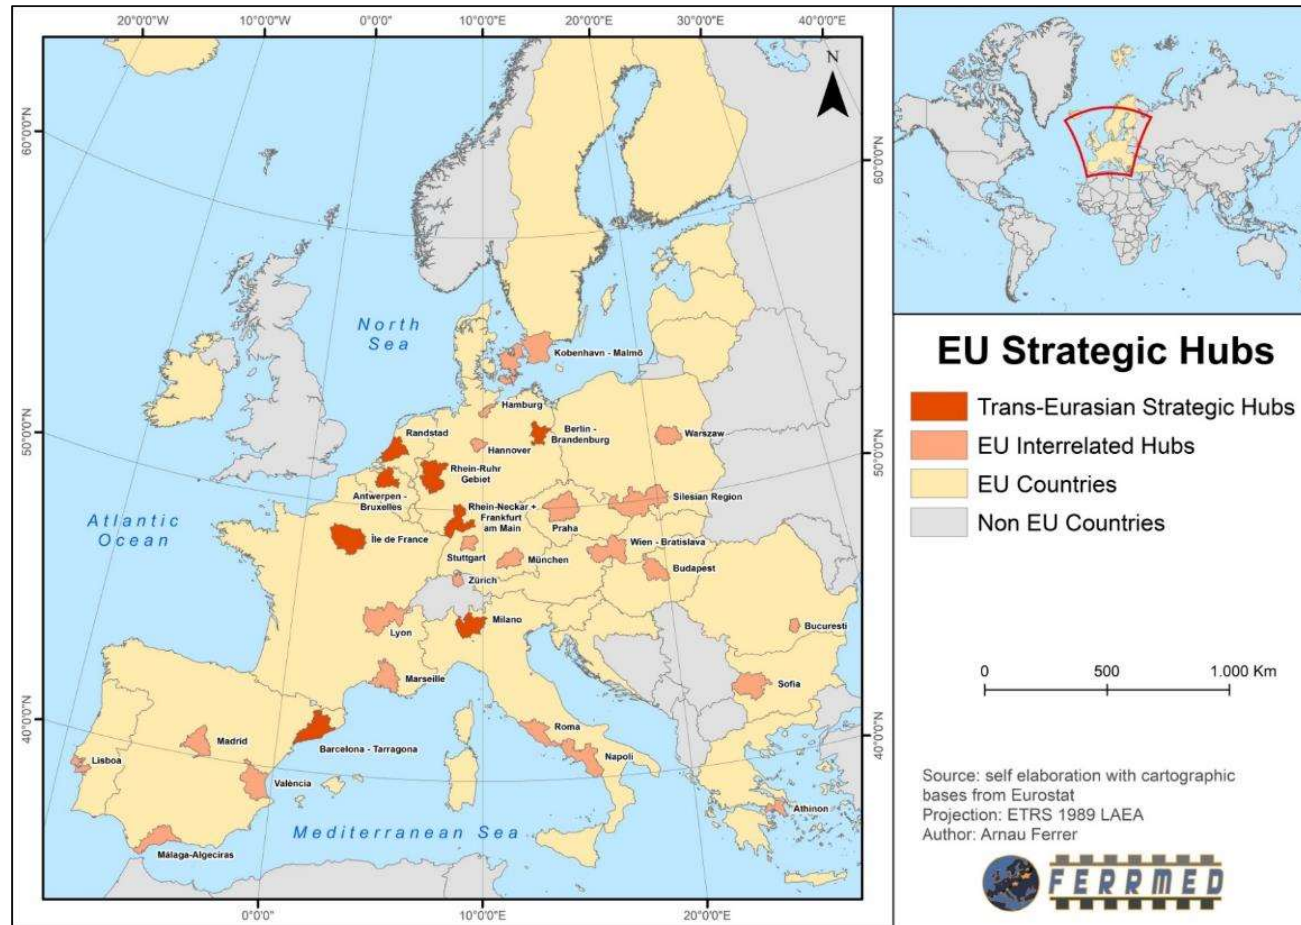 20°0'0"W
10°0'0"W
0°0'0"
10°0'0"E
20°0'0"E
30°0'0"E
40°0'0"E
N
60°0'0"N
60°0'0"N
50°0'0"N
50°0'0"N
40°0'0"N
40°0'0"N
0°0'0"
10°0'0"E
20°0'0"E
North
Sea
Atlantic
Ocean
Mediterranean Sea
Kobenhavn - Malmö
Hamburg
Berlin -
Brandenburg
Warszaw
Randstad
Hannover
Rhein-Ruhr
Gebiet
Antwerpen -
Bruxelles
Rhein-Neckar +
Frankfurt
am Main
Silesian Region
Praha
Île de France
Stuttgart
München
Wien - Bratislava
Budapest
Zürich
Milano
Lyon
Bucuresti
Marseille
Sofia
Roma
Madrid
Barcelona - Tarragona
Napoli
Lisboa
València
Athinon
Málaga-Algeciras
EU Strategic Hubs
Trans-Eurasian Strategic Hubs
EU Interrelated Hubs
EU Countries
Non EU Countries
0 500 1.000 Km
Source: self elaboration with cartographic
bases from Eurostat
Projection: ETRS 1989 LAEA
Author: Arnau Ferrer
FERRMED